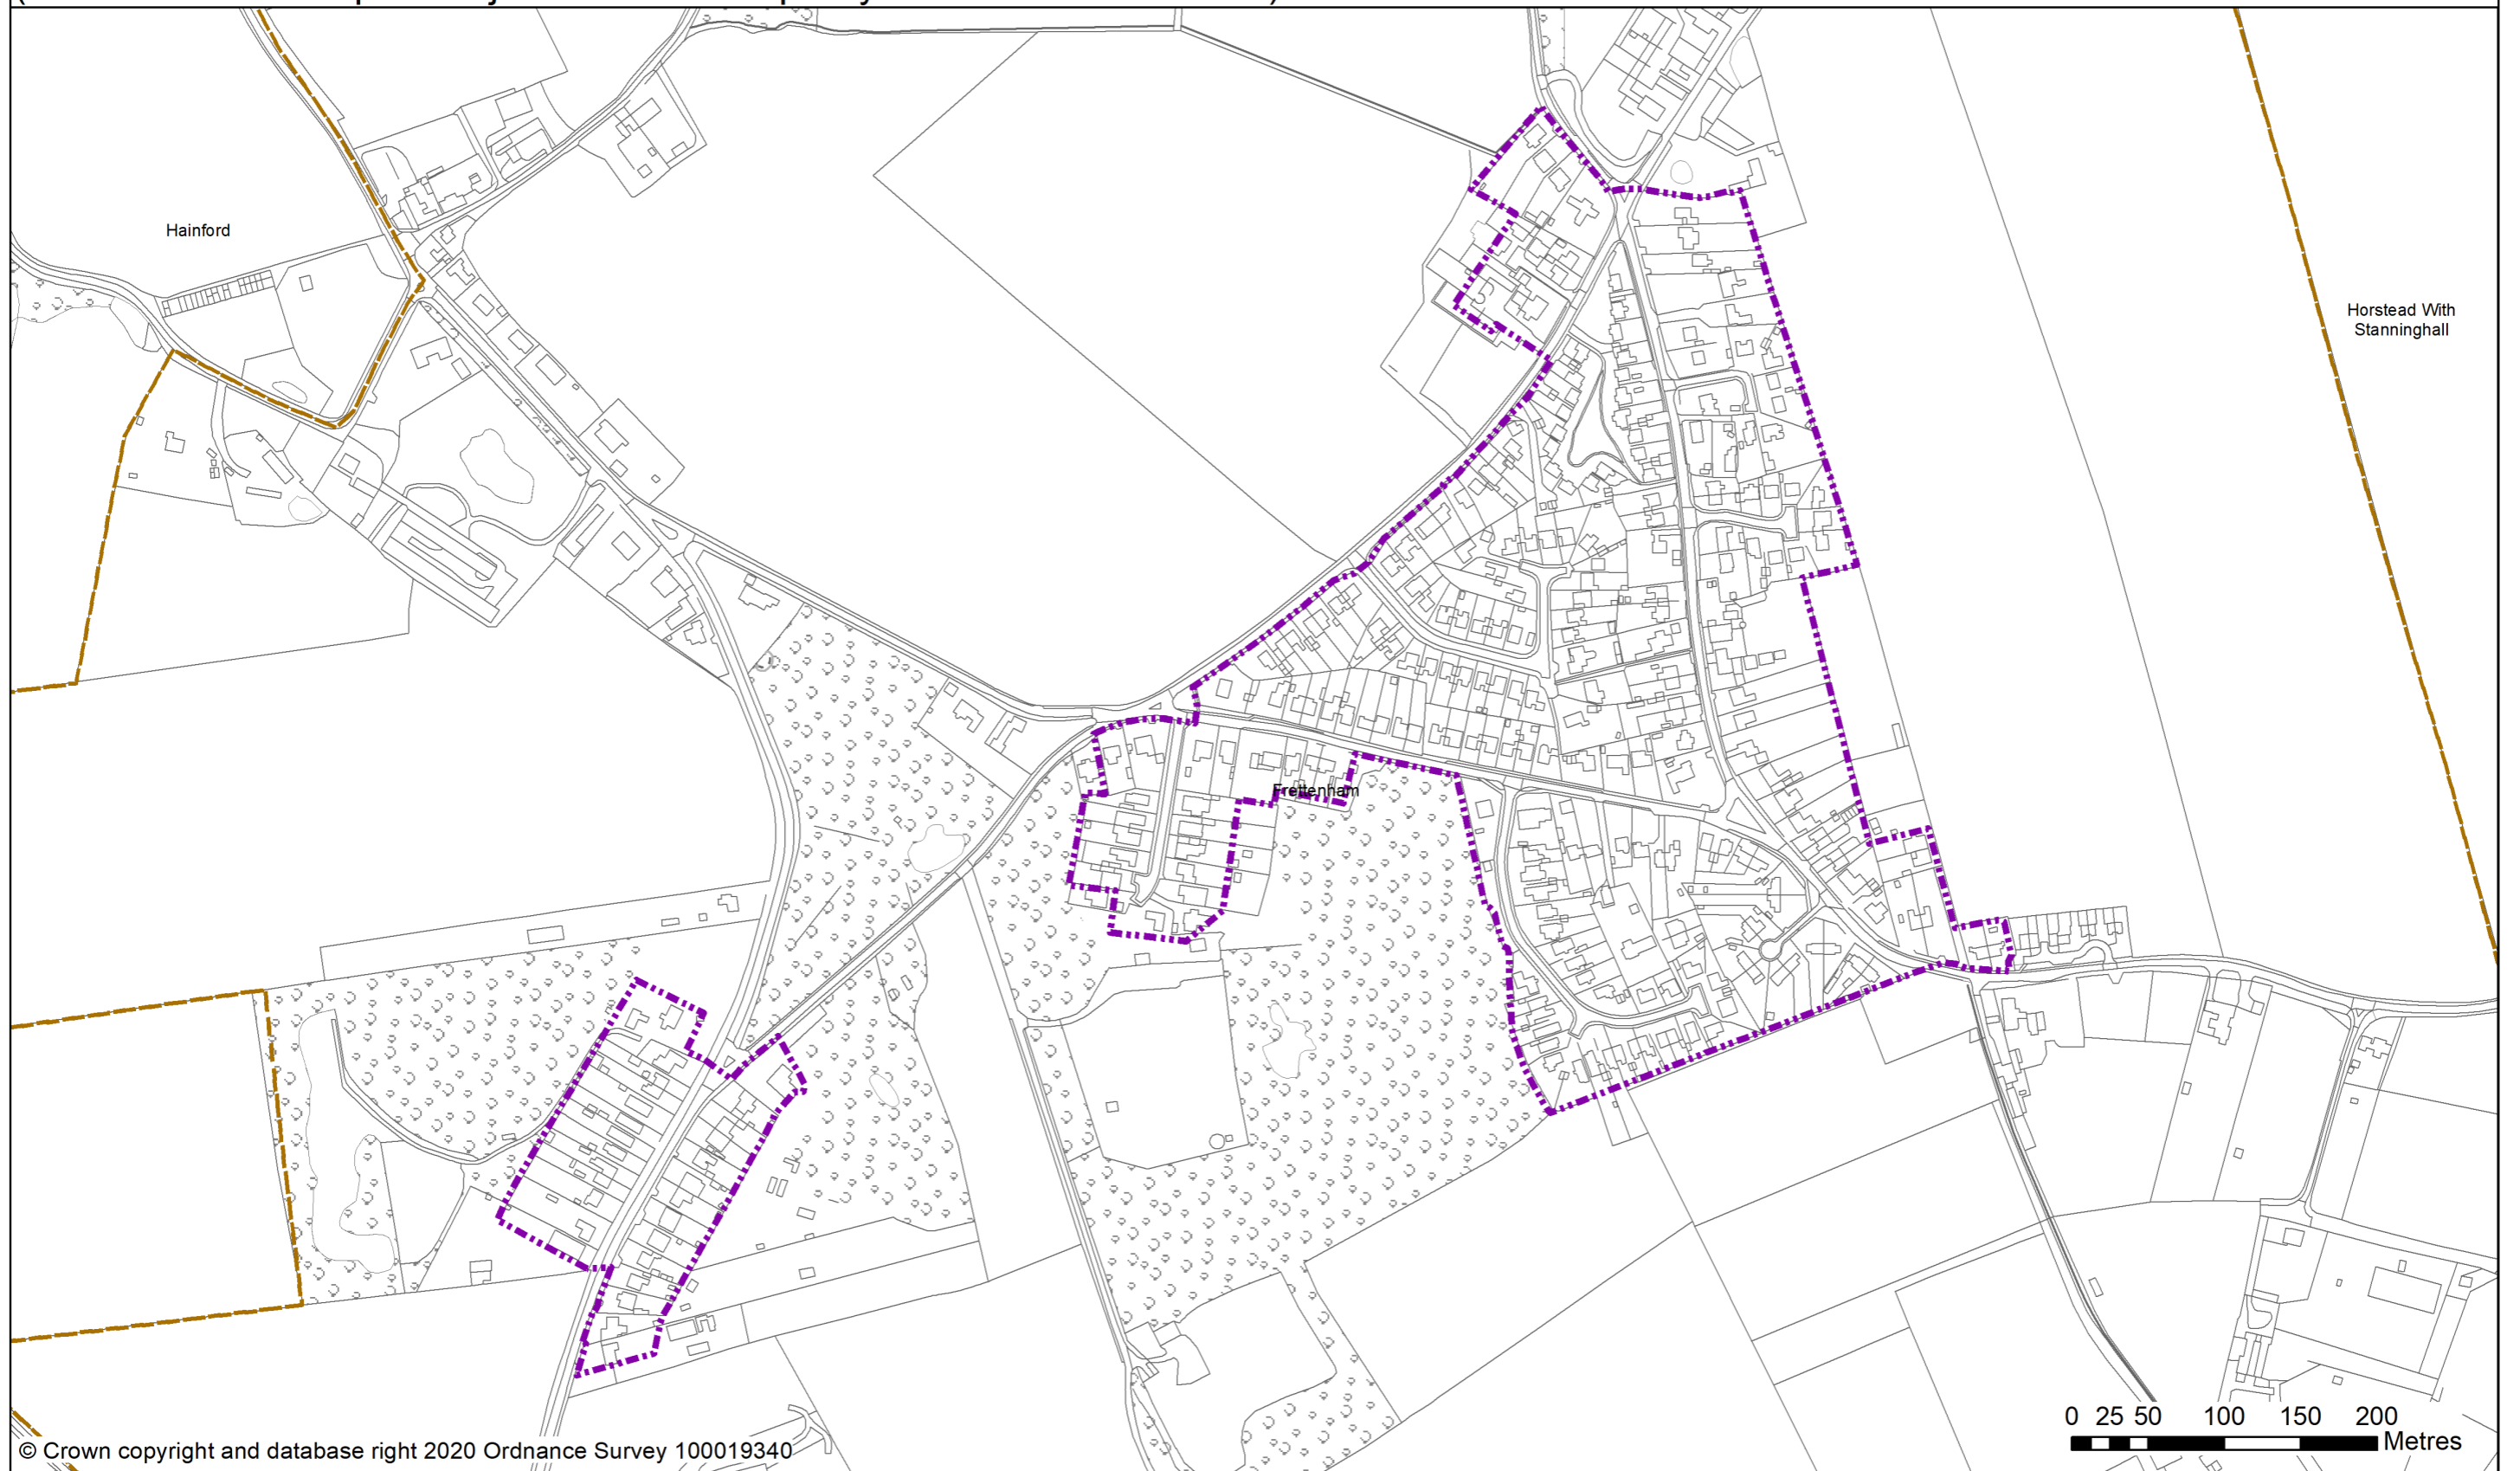 Hainford
Horstead With
Stanninghall
Frettenham
0 25 50 100 150 200
Metres
© Crown copyright and database right 2020 Ordnance Survey 100019340